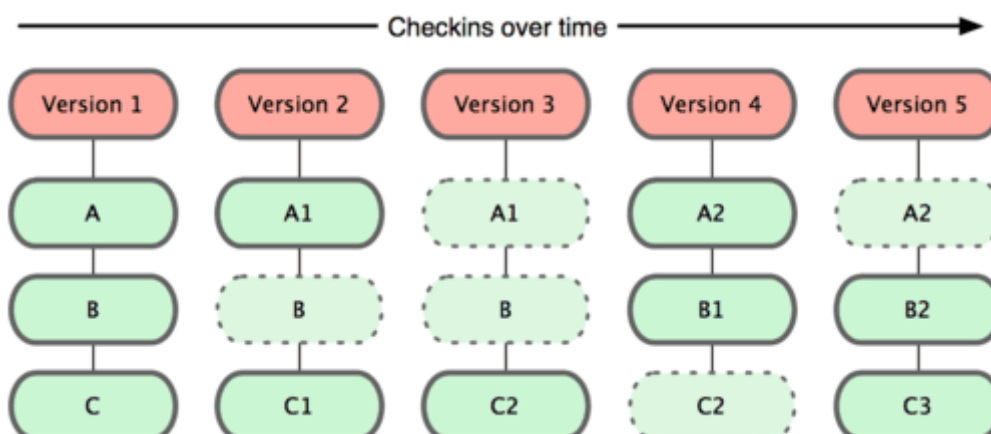 Checkins over time
Version 1 Version 2 Version 3 Version 4 Version 5
A A1 A1 A2 A2
B B B B1 B2
C C1 C2 C2 C3